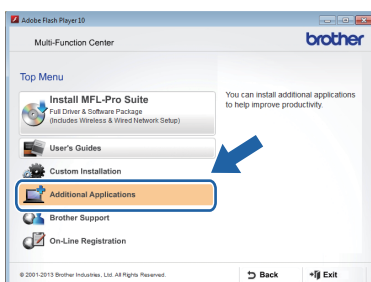 Adobe Flash Player 10
Multi-Function Center
brother
Top Menu
Install MFL-Pro Suite
Full Driver & Software Package
(Includes Wireless & Wired Network Setup)
You can install additional applications
to help improve productivity.
User's Guides
Custom Installation
Additional Applications
Brother Support
On-Line Registration
© 2001-2013 Brother Industries, Ltd. All Rights Reserved.
Back
Exit